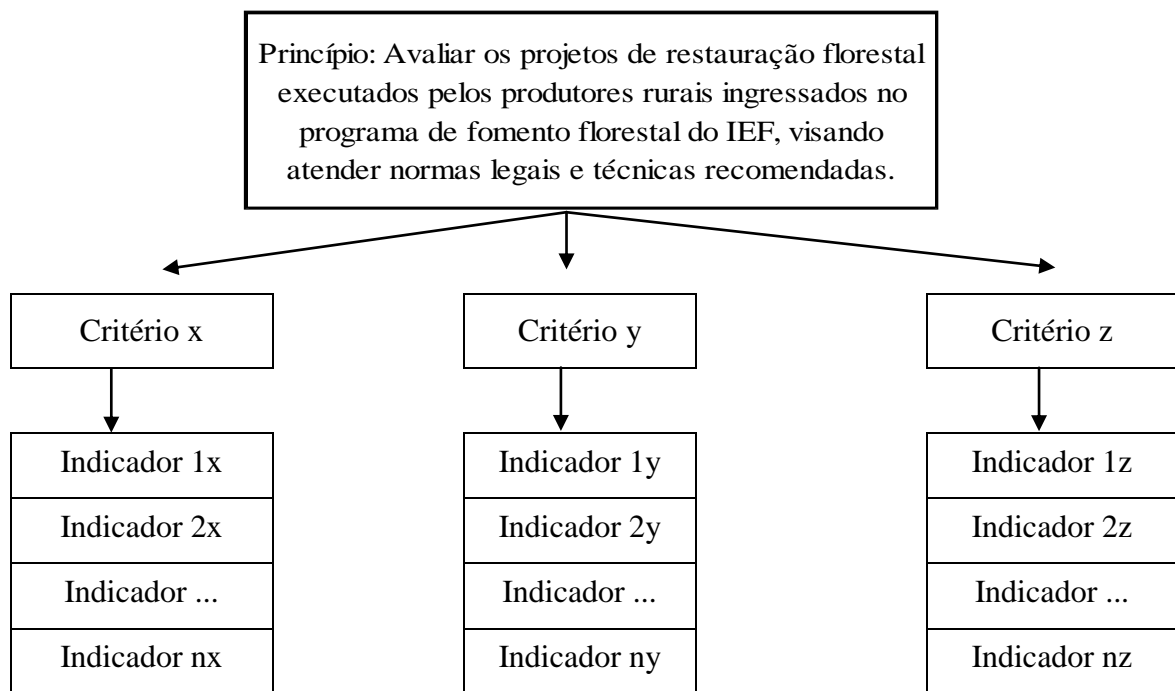 Princípio: Avaliar os projetos de restauração florestal
executados pelos produtores rurais ingressados no
programa de fomento florestal do IEF, visando
atender normas legais e técnicas recomendadas.
Critério x
Critério y
Critério z
Indicador 1x
Indicador 1y
Indicador 1z
Indicador 2x
Indicador 2y
Indicador 2z
Indicador ...
Indicador ...
Indicador ...
Indicador nx
Indicador ny
Indicador nz